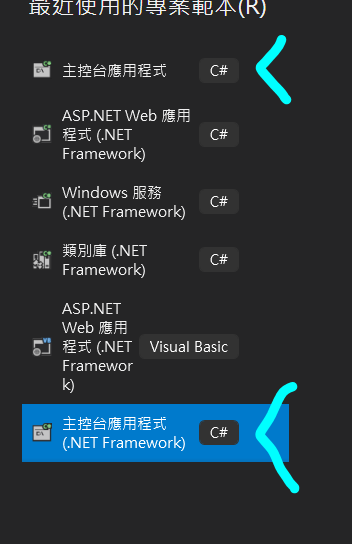 最近使用的專案範本(R)
主控台應用程式
C#
ASP.NET Web 應用
程式 (.NET
Framework)
C#
Windows 服務
(.NET Framework)
C#
類別庫 (.NET
Framework)
C#
ASP.NET
Web 應用
程式 (.NET
Framewor
k)
Visual Basic
主控台應用程式
(.NET Framework)
C#